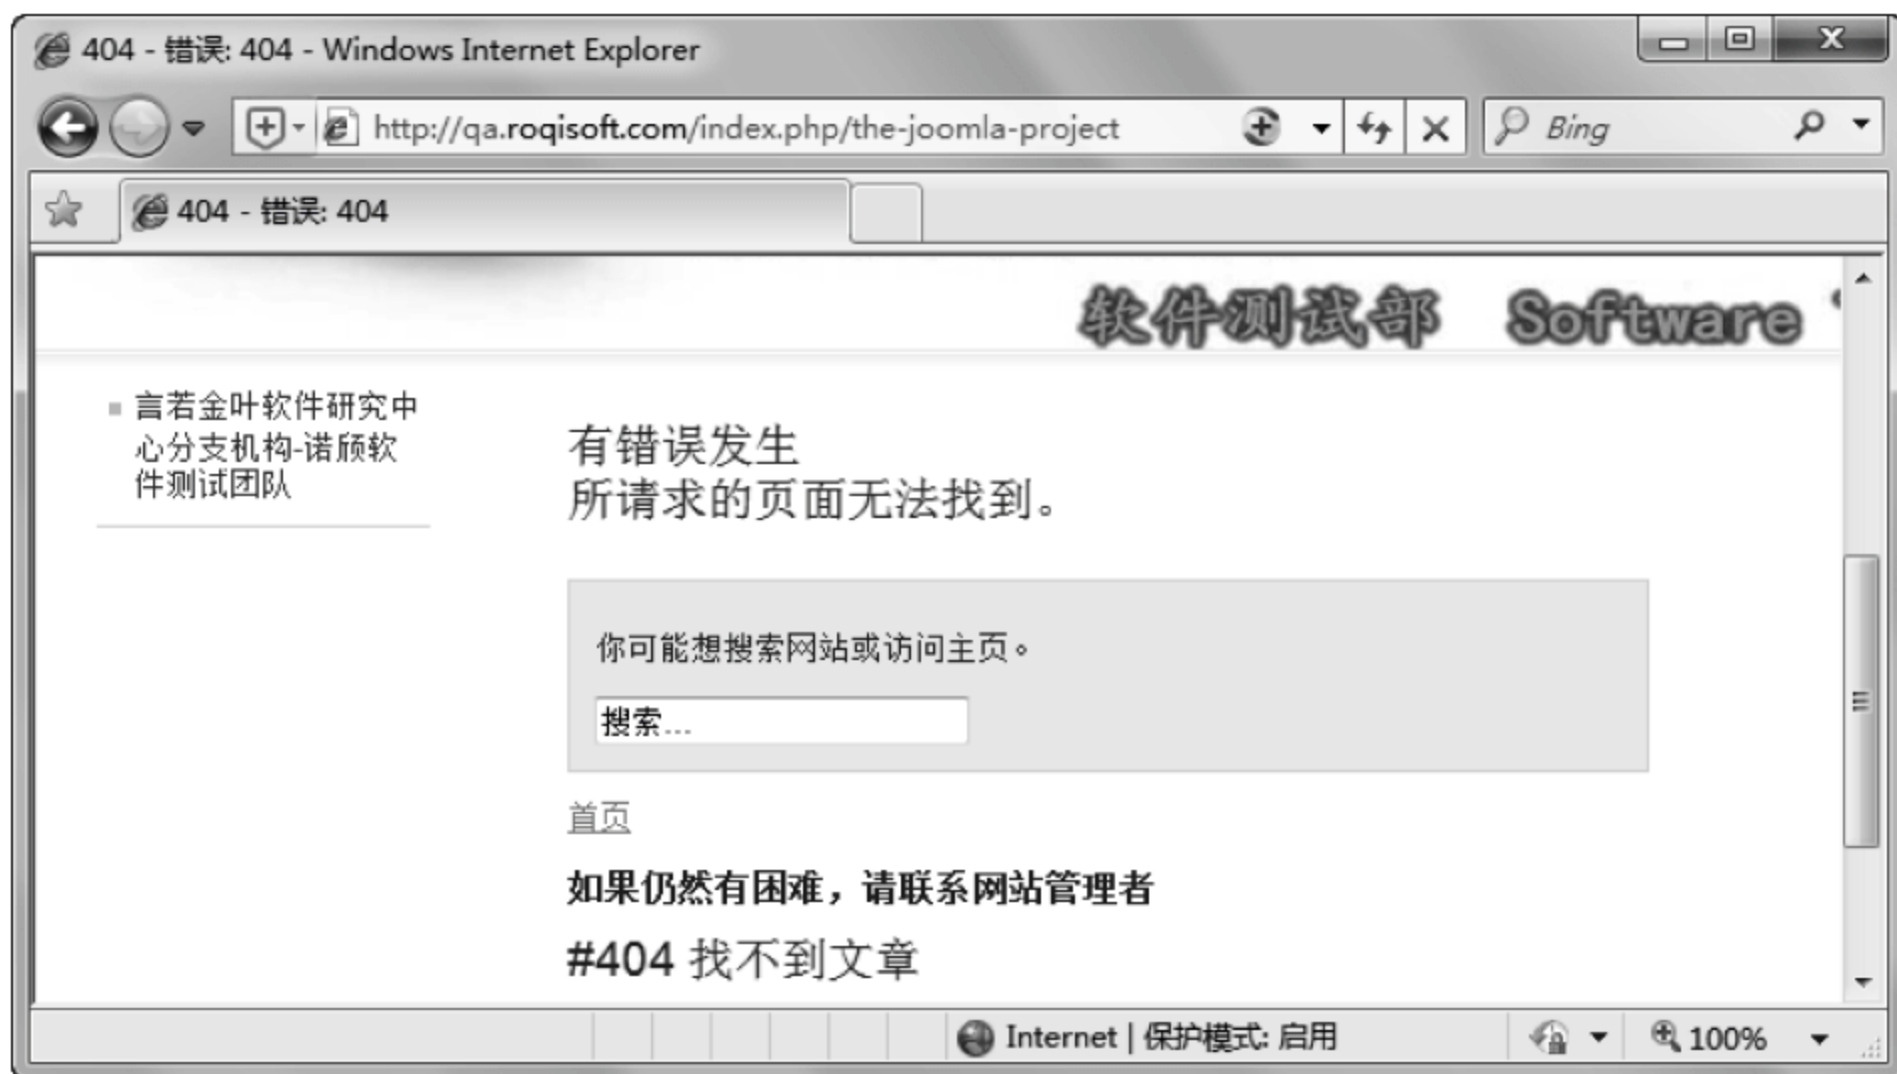 404 - 错误: 404 - Windows Internet Explorer
http://qa.roqisoft.com/index.php/the-joomla-project
Bing
404 - 错误: 404
软件测试部 Software
言若金叶软件研究中
心分支机构-诺颀软
件测试团队
有错误发生
所请求的页面无法找到。
你可能想搜索网站或访问主页。
搜索...
首页
如果仍然有困难，请联系网站管理者
#404 找不到文章
Internet | 保护模式: 启用
100%